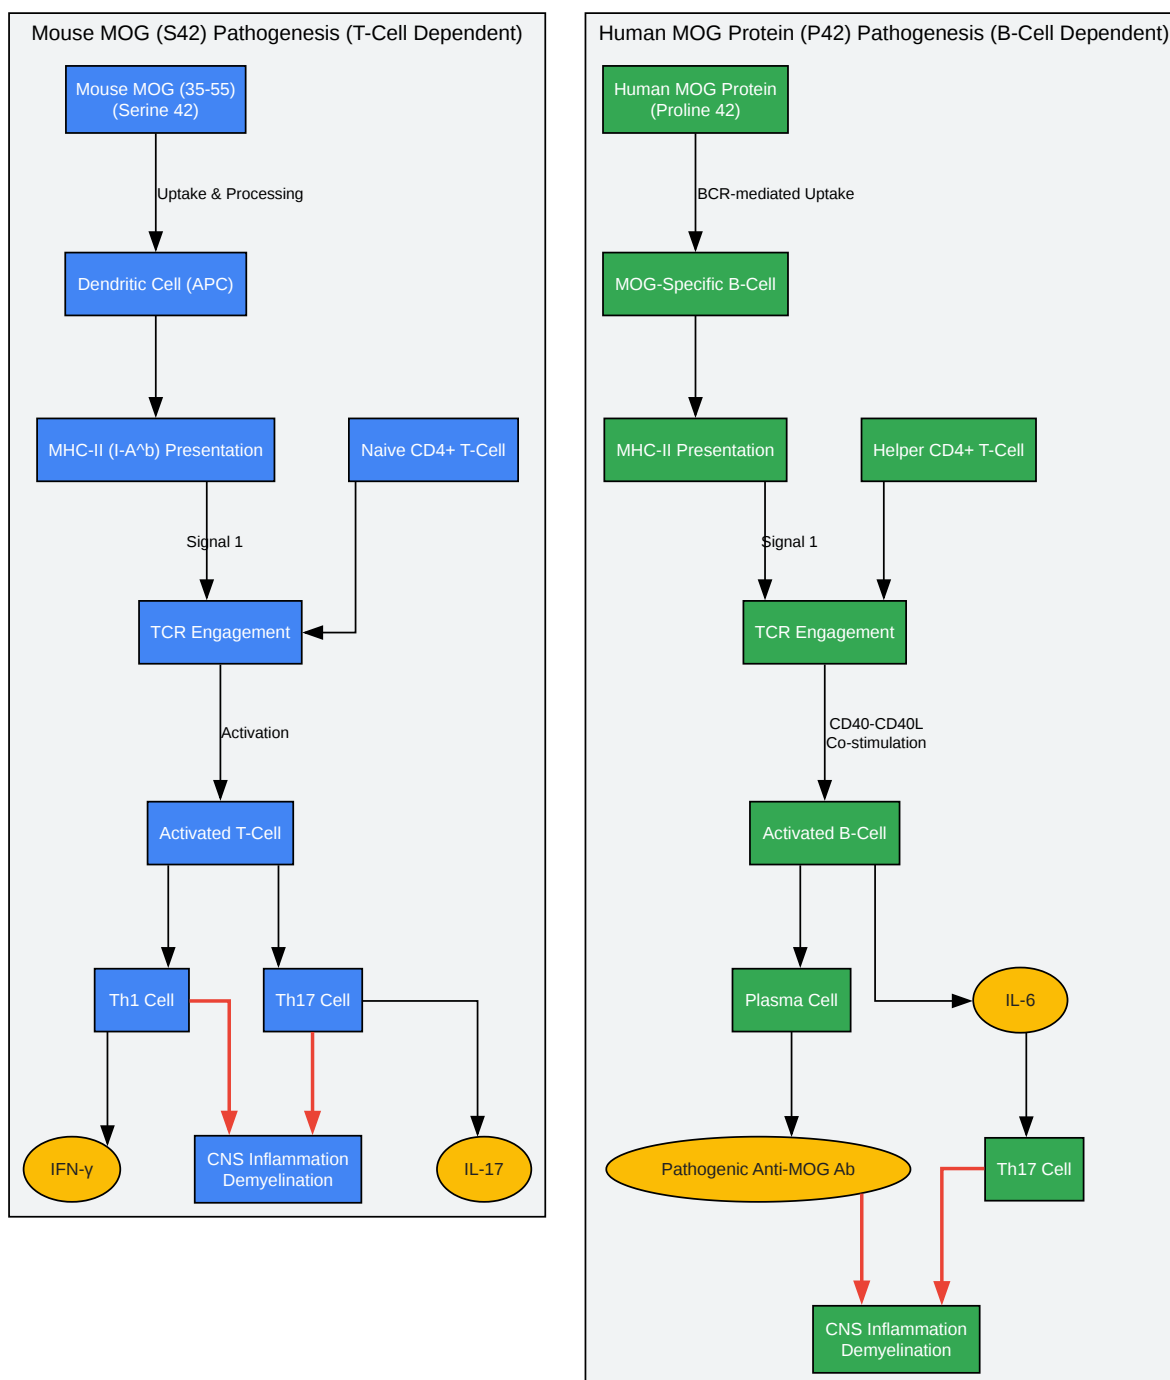 Mouse MOG (S42) Pathogenesis (T-Cell Dependent)
Mouse MOG (35-55)
(Serine 42)
Uptake & Processing
Dendritic Cell (APC)
MHC-II (I-A^b) Presentation
Naive CD4+ T-Cell
Signal 1
TCR Engagement
Activation
Activated T-Cell
Th1 Cell
Th17 Cell
IFN-γ
CNS Inflammation
Demyelination
IL-17
Human MOG Protein (P42) Pathogenesis (B-Cell Dependent)
Human MOG Protein
(Proline 42)
BCR-mediated Uptake
MOG-Specific B-Cell
MHC-II Presentation
Helper CD4+ T-Cell
Signal 1
TCR Engagement
CD40-CD40L
Co-stimulation
Activated B-Cell
Plasma Cell
IL-6
Pathogenic Anti-MOG Ab
Th17 Cell
CNS Inflammation
Demyelination